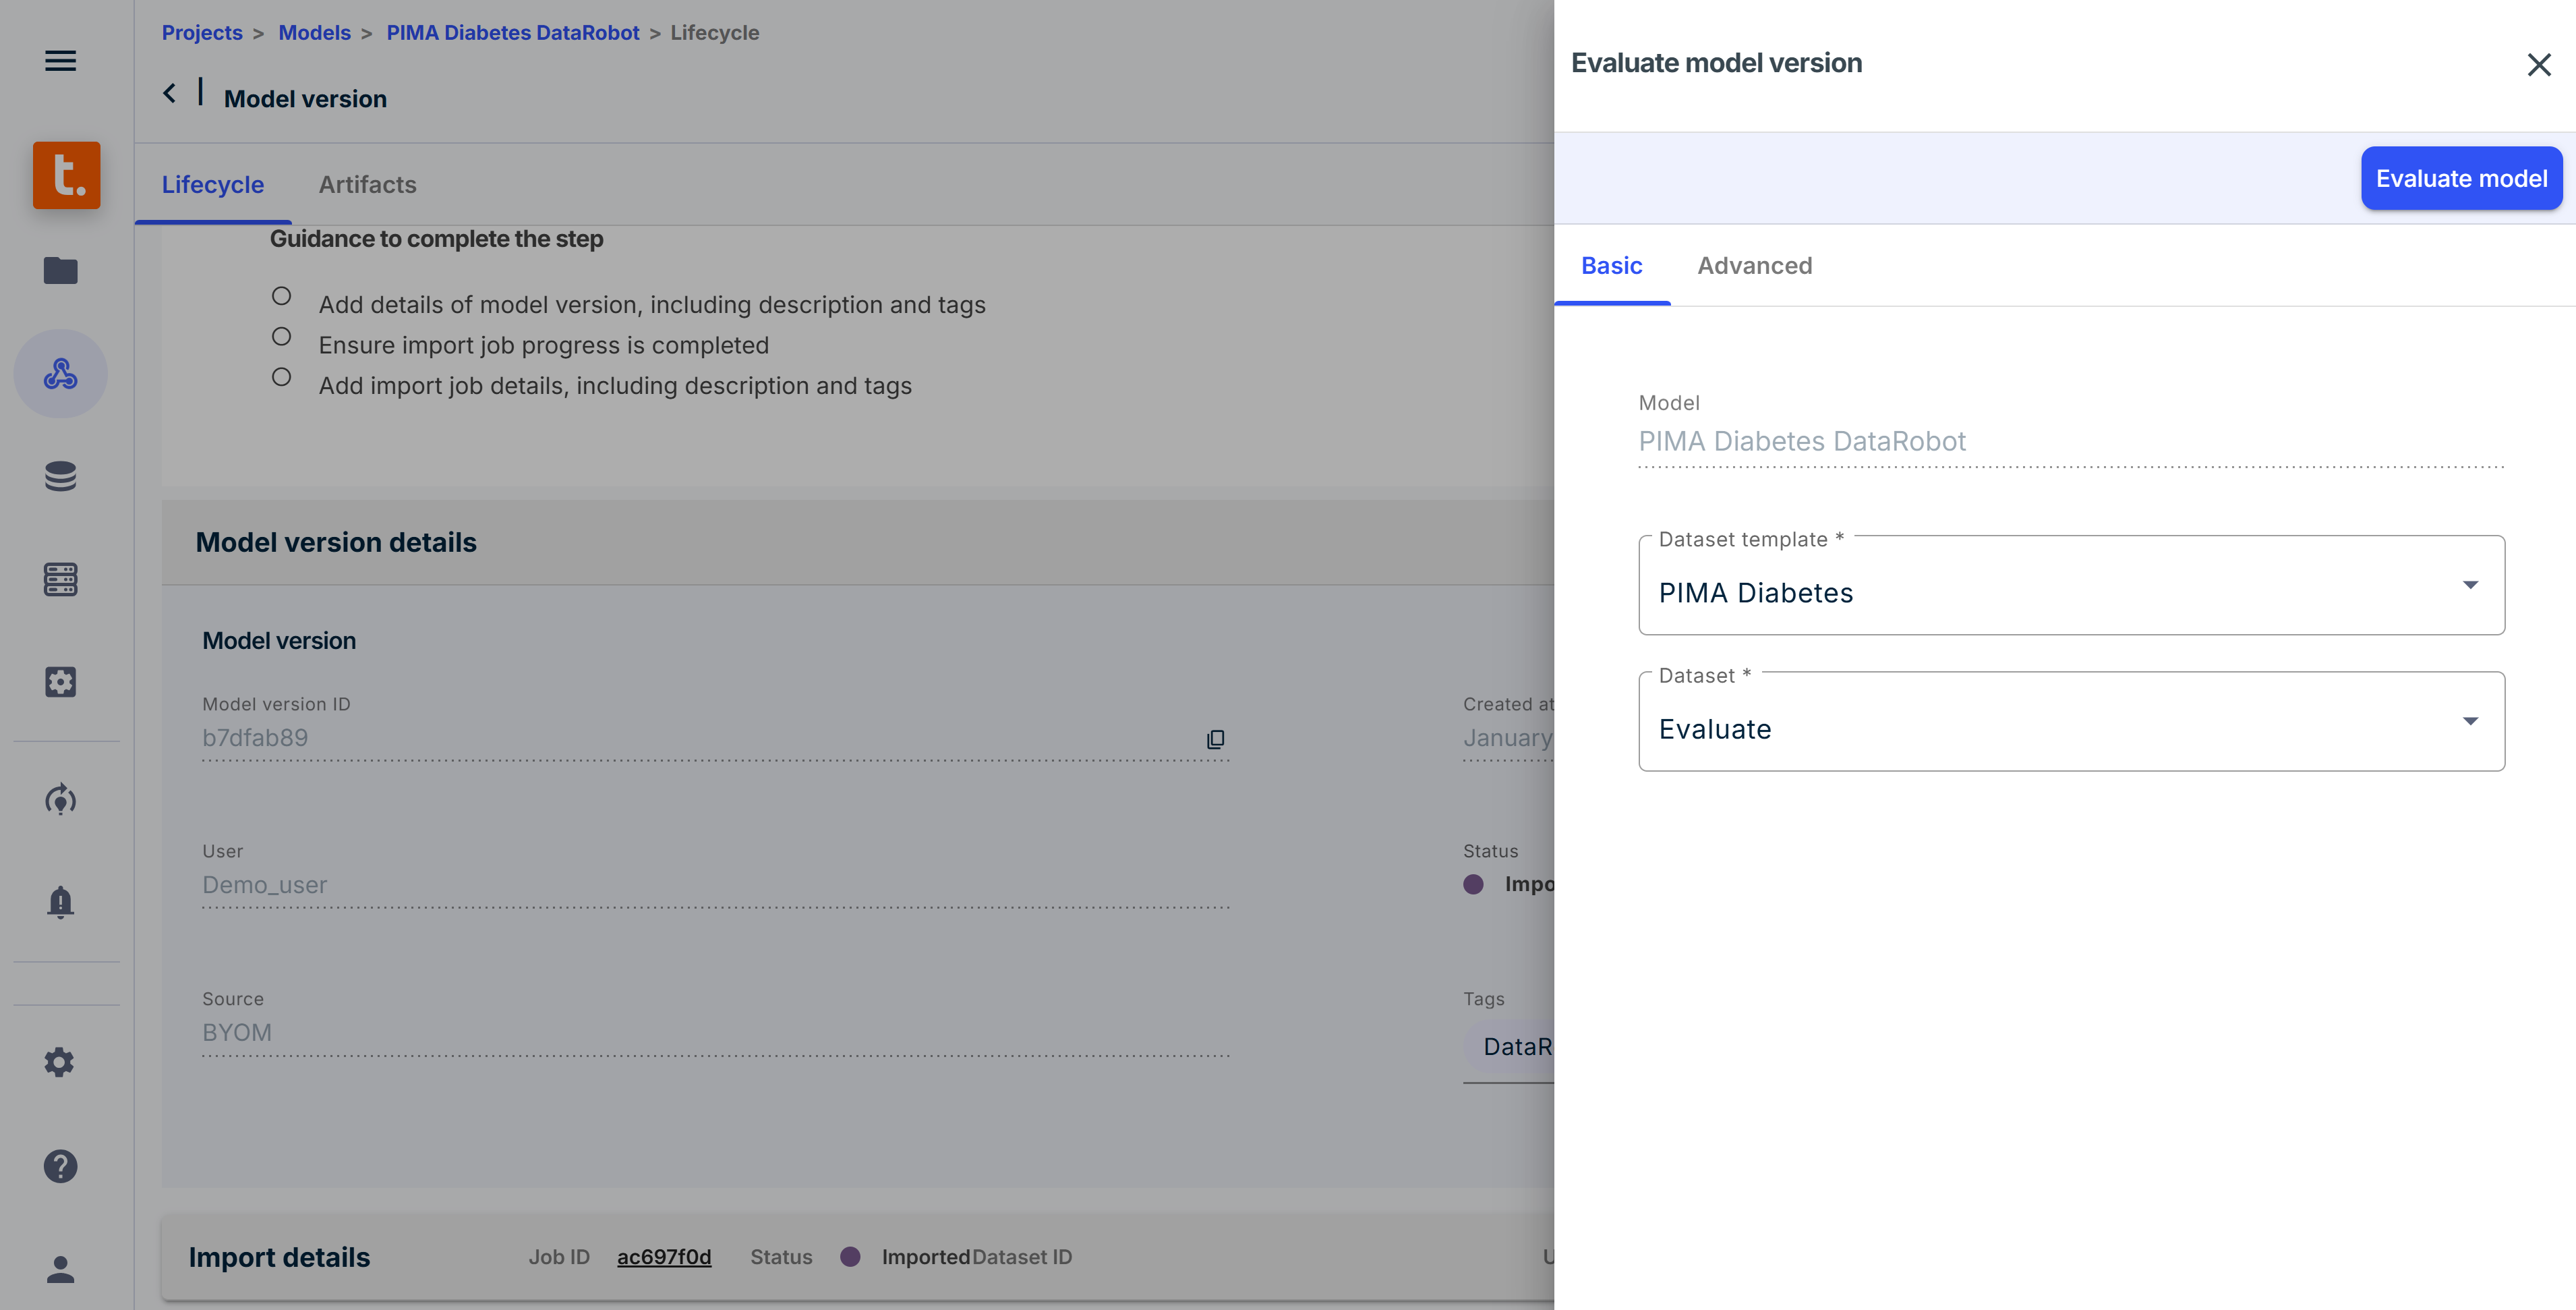 Projects > Models > PIMA Diabetes DataRobot > Lifecycle
Model version
t.
Lifecycle
Artifacts
Guidance to complete the step
Add details of model version, including description and tags
Ensure import job progress is completed
Add import job details, including description and tags
Model version details
Model version
Model version ID
b7dfab89
Created at
January
User
Demo_user
Status
Impo
Source
BYOM
Tags
DataR
Import details
Job ID ac697f0d
Status Imported
Dataset ID
U
Evaluate model version
Evaluate model
Basic
Advanced
Model
PIMA Diabetes DataRobot
Dataset template *
PIMA Diabetes
Dataset *
Evaluate